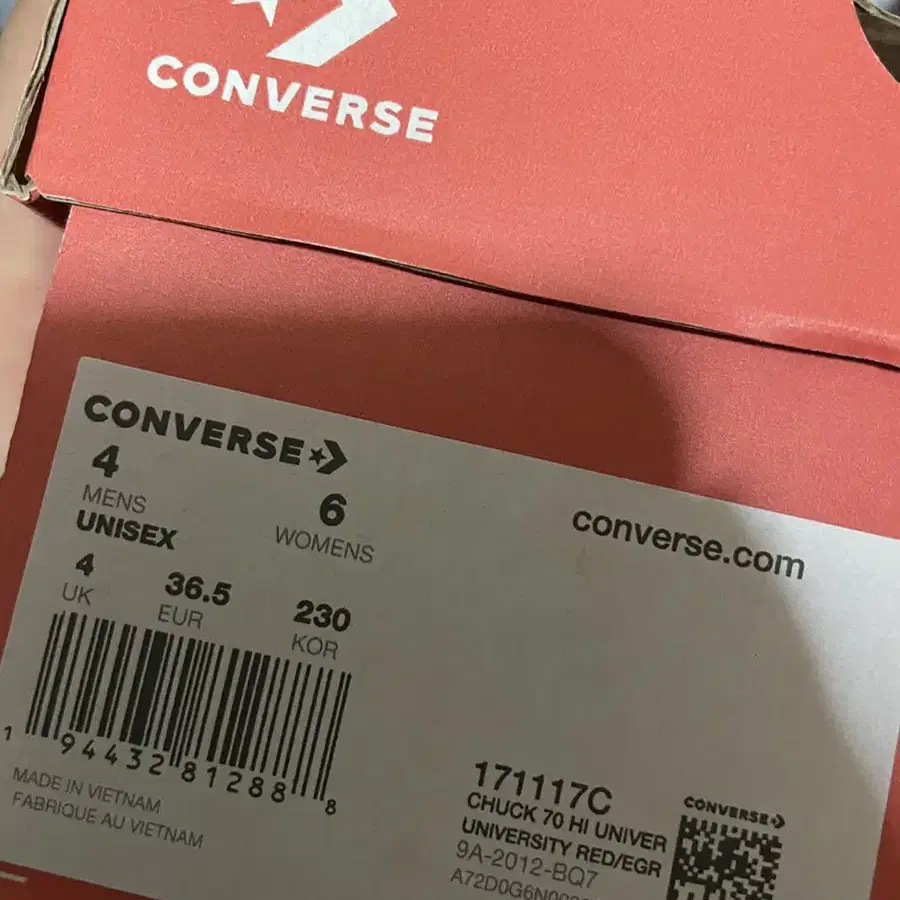 CONVERSE
CONVERSE
4
MENS
6
WOMENS
UNISEX
4
UK
36.5
EUR
230
KOR
converse.com
1 94432 81288 8
MADE IN VIETNAM
FABRIQUE AU VIETNAM
171117C
CHUCK 70 HI UNIVER
UNIVERSITY RED/EGR
9A-2012-BQ7
CONVERSE